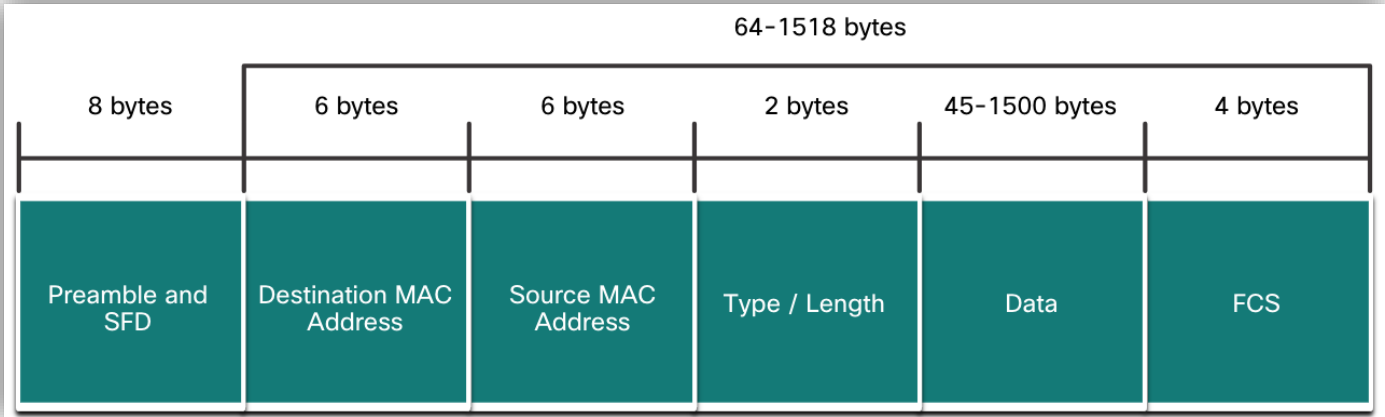 64-1518 bytes
8 bytes
6 bytes
6 bytes
2 bytes
45-1500 bytes
4 bytes
Preamble and
SFD
Destination MAC
Address
Source MAC
Address
Type / Length
Data
FCS